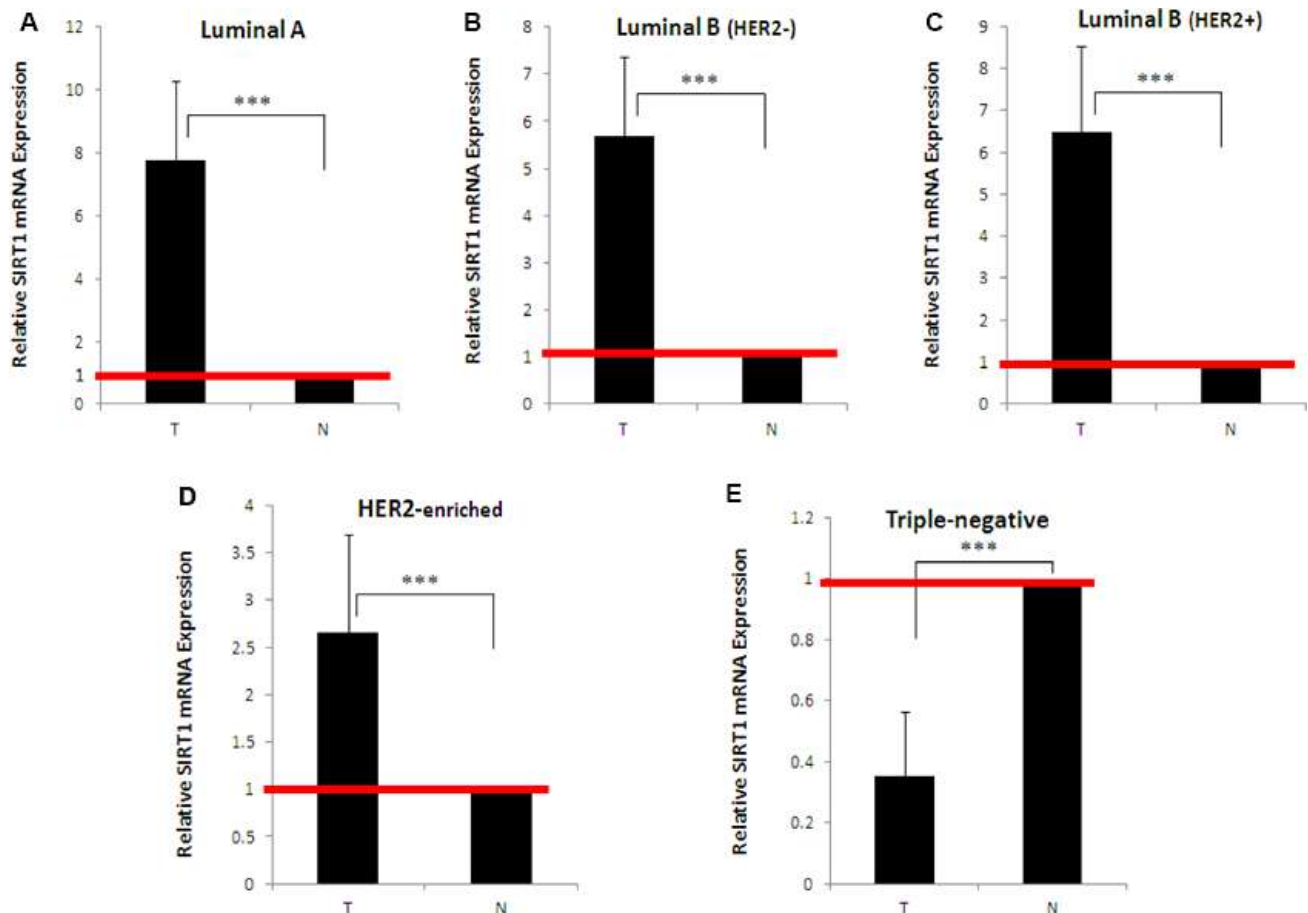 A
Luminal A
Relative SIRT1 mRNA Expression
12
10
8
6
4
2
1
0
***
T
N
B
Luminal B (HER2-)
Relative SIRT1 mRNA Expression
8
7
6
5
4
3
2
1
0
***
T
N
C
Luminal B (HER2+)
Relative SIRT1 mRNA Expression
9
8
7
6
5
4
3
2
1
0
***
T
N
D
HER2-enriched
Relative SIRT1 mRNA Expression
4
3.5
3
2.5
2
1.5
1
0.5
0
***
T
N
E
Triple-negative
Relative SIRT1 mRNA Expression
1.2
1
0.8
0.6
0.4
0.2
0
***
T
N